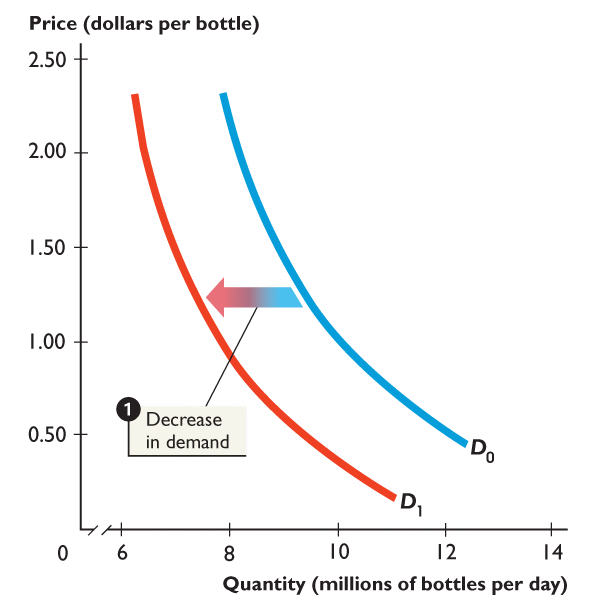 Price (dollars per bottle)
2.50
2.00
1.50
1.00
0.50
1
Decrease
in demand
D0
D1
0
6
8
10
12
14
Quantity (millions of bottles per day)